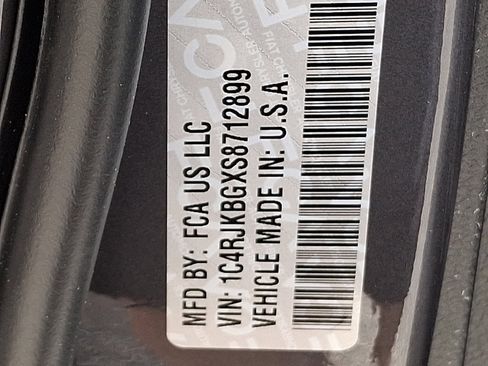 MFD BY: FCA US LLC
VIN: 1C4RJKBGXS8712899
VEHICLE MADE IN: U.S.A.